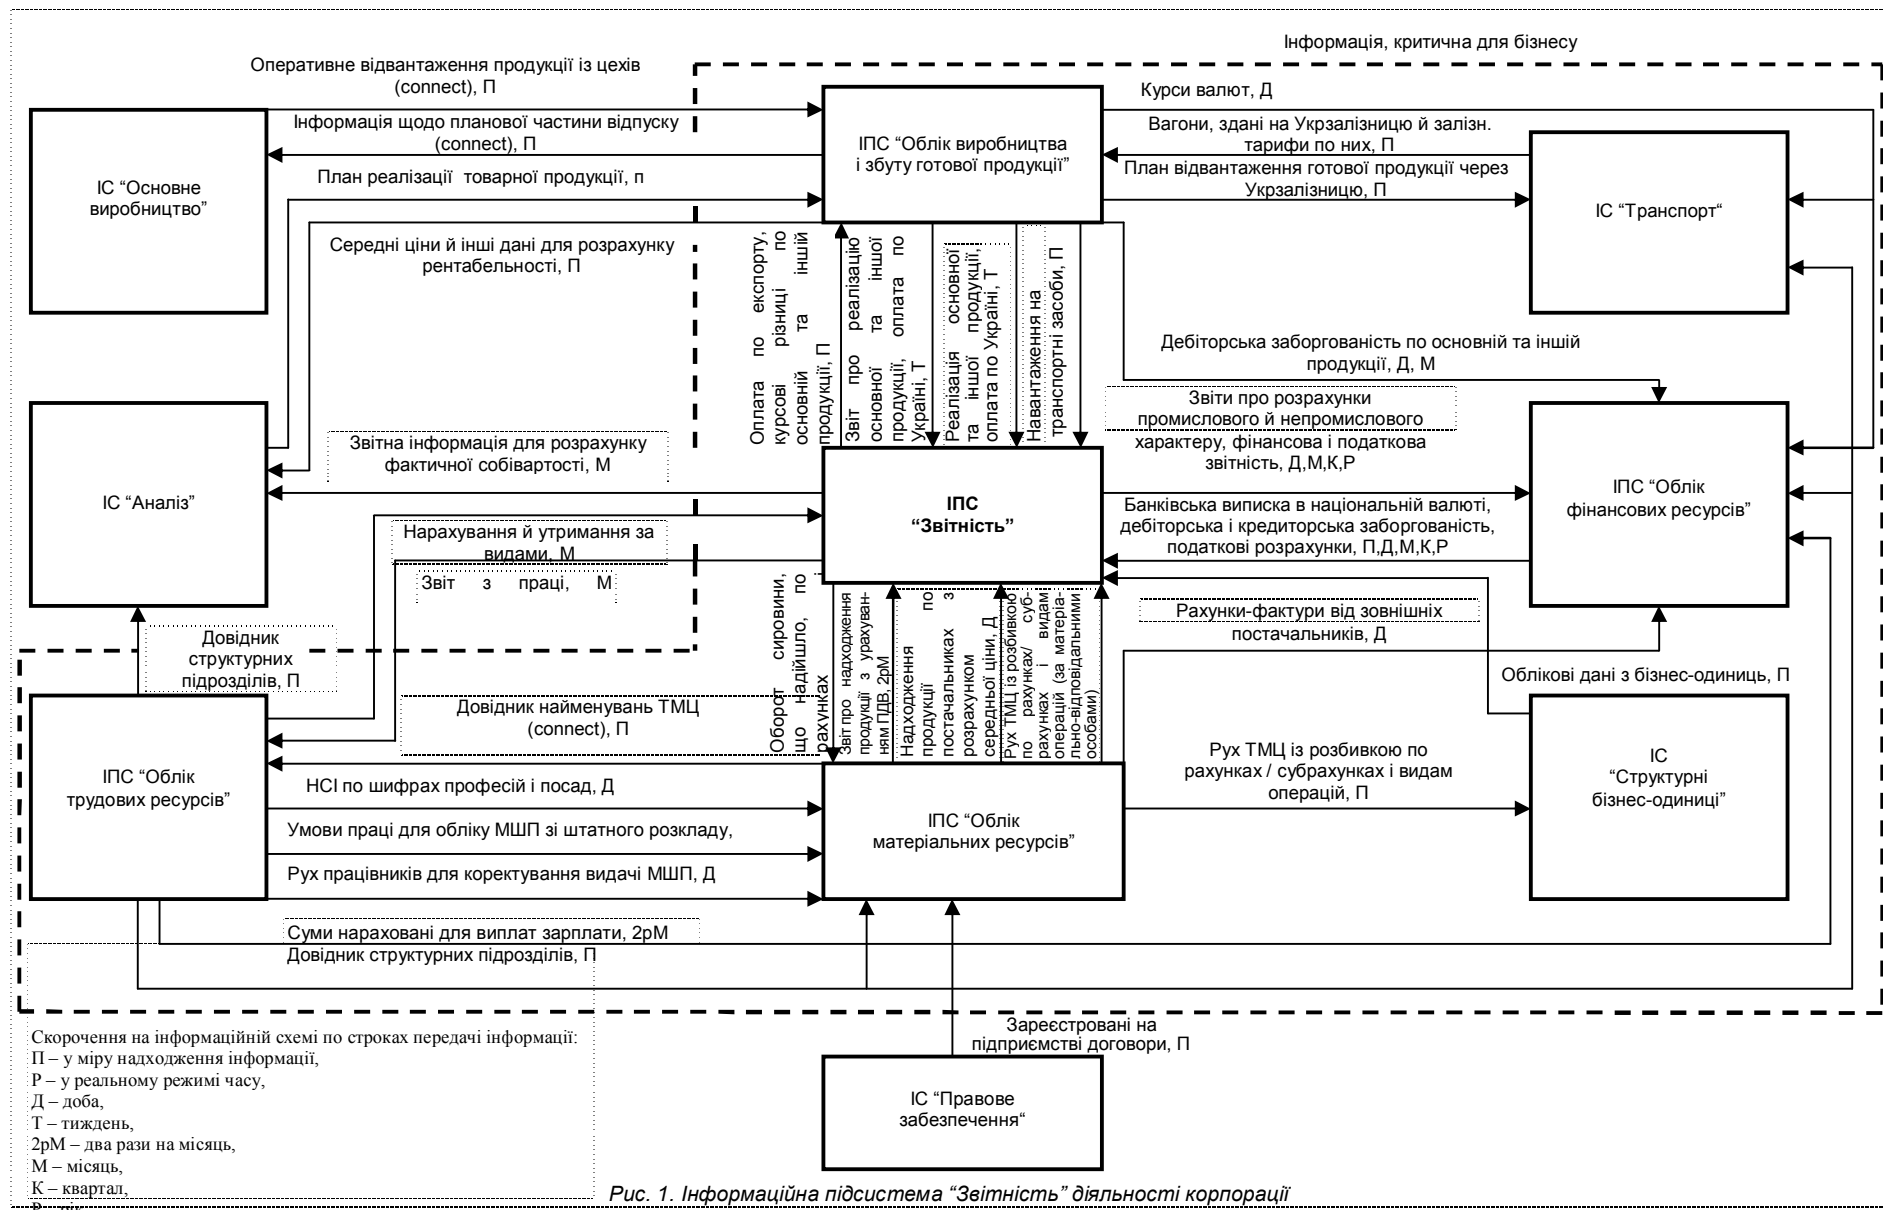 Інформація, критична для бізнесу
Оперативне відвантаження продукції із цехів
(connect), П
Інформація щодо планової частини відпуску
(connect), П
План реалізації товарної продукції, п
Середні ціни й інші дані для розрахунку
рентабельності, П
ІС “Основне
виробництво”
ІПС “Облік виробництва
і збуту готової продукції”
Курси валют, Д
Вагони, здані на Укрзалізницю й залізн.
тарифи по них, П
План відвантаження готової продукції через
Укрзалізницю, П
ІС “Транспорт“
Оплата по експорту,
курсові різниці по
основній та іншій
продукції, П
Звіт про реалізацію
основної та іншої
продукції, оплата по
Україні, Т
Реалізація основної
та іншої продукції,
оплата по Україні, Т
Навантаження на
транспортні засоби, П
Дебіторська заборгованість по основній та іншій
продукції, Д, М
Звіти про розрахунки
промислового й непромислового
характеру, фінансова і податкова
звітність, Д,М,К,Р
Звітна інформація для розрахунку
фактичної собівартості, М
ІС “Аналіз”
ІПС
“Звітність”
ІПС “Облік
фінансових ресурсів”
Банківська виписка в національній валюті,
дебіторська і кредиторська заборгованість,
податкові розрахунки, П,Д,М,К,Р
Нарахування й утримання за
видами, М
Звіт з праці, М
Рахунки-фактури від зовнішніх
постачальників, Д
Довідник
структурних
підрозділів, П
Оборот сировини,
що надійшло, по
рахунках
Звіт про надходження
продукції з урахуван-
ням ПДВ, 2рМ
Надходження по
продукції з
постачальниках з
розрахунком
середньої ціни, Д
Рух ТМЦ із розбивкою
по рахунках/ суб-
рахунках і видам
операцій (за матеріа-
льно-відповідальними
особами)
Облікові дані з бізнес-одиниць, П
Довідник найменувань ТМЦ
(connect), П
ІПС “Облік
трудових ресурсів”
НСІ по шифрах професій і посад, Д
Умови праці для обліку МШП зі штатного розкладу,
Рух працівників для коректування видачі МШП, Д
ІПС “Облік
матеріальних ресурсів”
Рух ТМЦ із розбивкою по
рахунках / субрахунках і видам
операцій, П
ІС
“Структурні
бізнес-одиниці”
Суми нараховані для виплат зарплати, 2рМ
Довідник структурних підрозділів, П
Зареєстровані на
підприємстві договори, П
ІС “Правове
забезпечення“
Скорочення на інформаційній схемі по строках передачі інформації:
П – у міру надходження інформації,
Р – у реальному режимі часу,
Д – доба,
Т – тиждень,
2рМ – два рази на місяць,
М – місяць,
К – квартал,
Рис. 1. Інформаційна підсистема “Звітність” діяльності корпорації